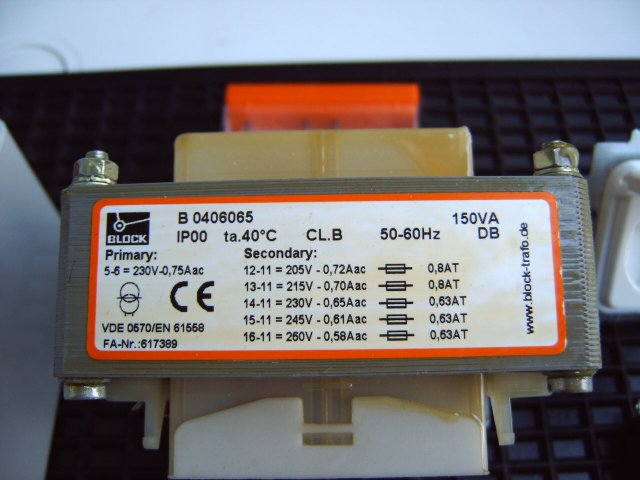 BLOCK
B 0406065 150VA
IP00 ta.40°C CL.B 50-60Hz DB
Primary: Secondary:
5-6 = 230V-0,75Aac 12-11 = 205V - 0,72Aac 0,8AT
13-11 = 215V - 0,70Aac 0,8AT
CE 14-11 = 230V - 0,65Aac 0,63AT
15-11 = 245V - 0,61Aac 0,63AT
VDE 0570/EN 61558
16-11 = 260V - 0,58Aac 0,63AT
FA-Nr.:617389
www.block-trafo.de